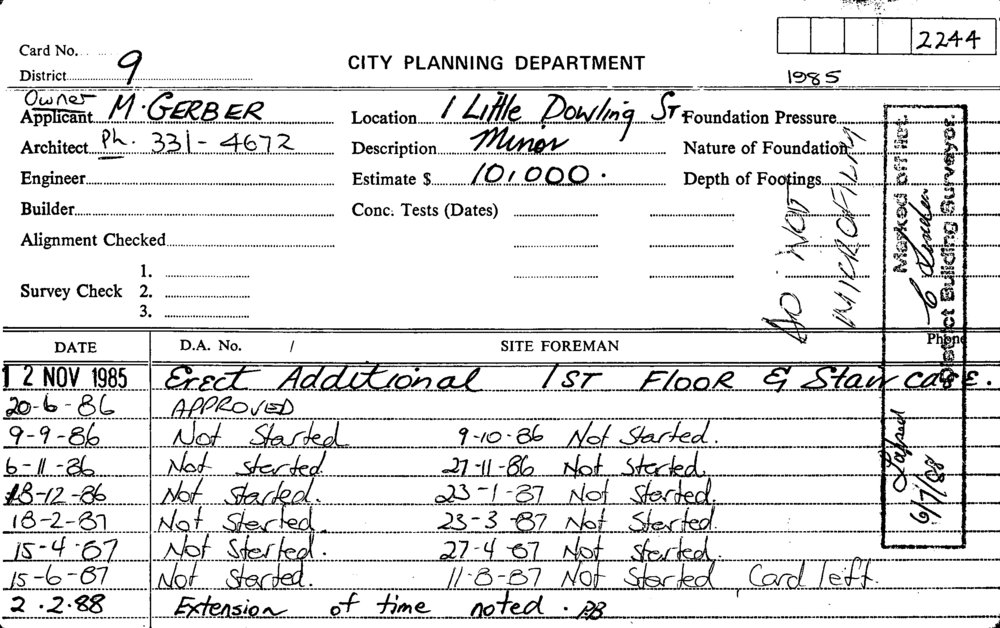 2244
Card No.
CITY PLANNING DEPARTMENT
District 9
1985
Owner
Applicant M. GERBER Location 1 Little Dowling St. Foundation Pressure
Architect Ph. 331-4672 Description Minor Nature of Foundation
Engineer Estimate $ 10,000. Depth of Footings
Builder Conc. Tests (Dates)
Alignment Checked
1.
Survey Check 2.
3.
DO NOT
MICROFILM
Marked off list.
District Building Surveyor.
Lapsed
6/7/88
DATE D.A. No. / SITE FOREMAN Phone
12 NOV 1985 Erect Additional 1ST FLOOR & Stair case.
20-6-86 APPROVED
9-9-86 Not Started 9-10-86 Not Started.
6-11-86 Not Started. 27-11-86 Not Started.
18-12-86 Not Started. 23-1-87 Not Started.
18-2-87 Not Started. 23-3-87 Not Started.
15-4-87 Not Started. 27-4-87 Not Started.
15-6-87 Not Started. 11-8-87 Not Started Card left.
2.2.88 Extension of time noted.